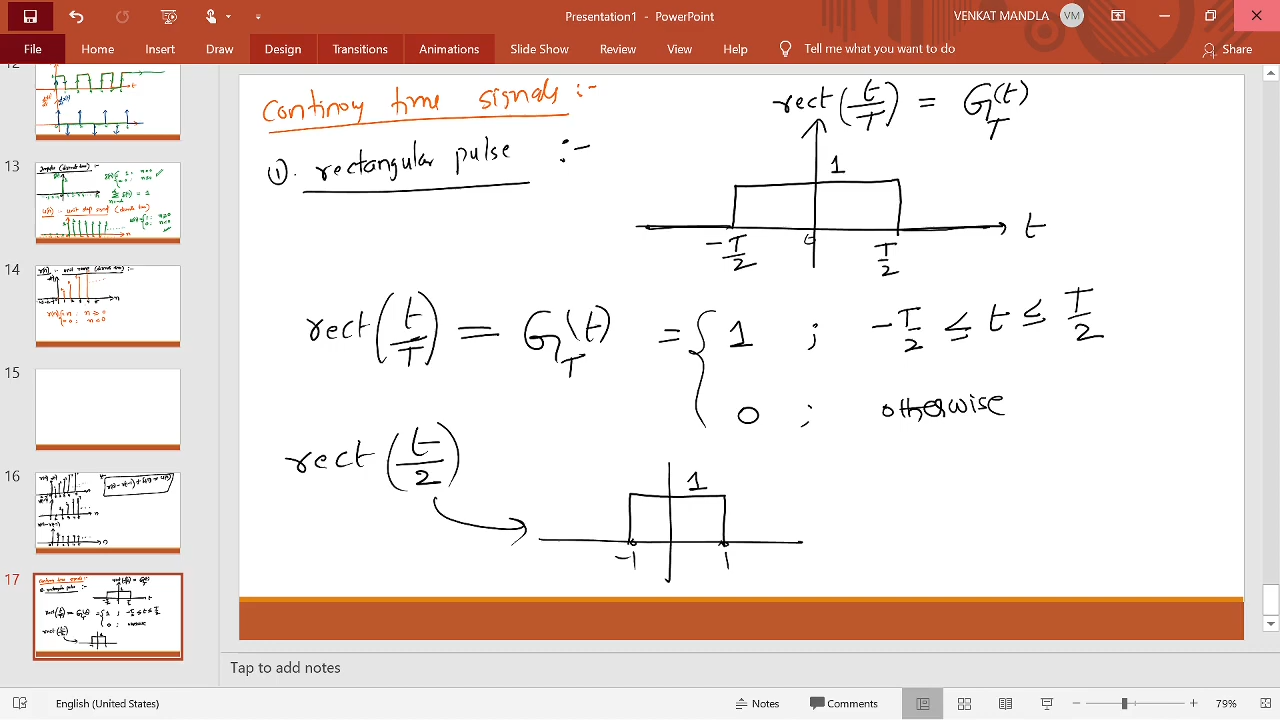 Presentation1 - PowerPoint
VENKAT MANDLA
VM
File Home Insert Draw Design Transitions Animations Slide Show Review View Help Tell me what you want to do Share
13
14
15
16
17
Continoy time signals :-
①. rectangular pulse :-
rect(t/T) = G_T(t)
1
-T/2
T/2
t
rect(t/T) = G_T(t) = { 1 ; -T/2 ≤ t ≤ T/2
0 ; otherwise
rect(t/2)
1
-1 1
Tap to add notes
English (United States) Notes Comments 79%